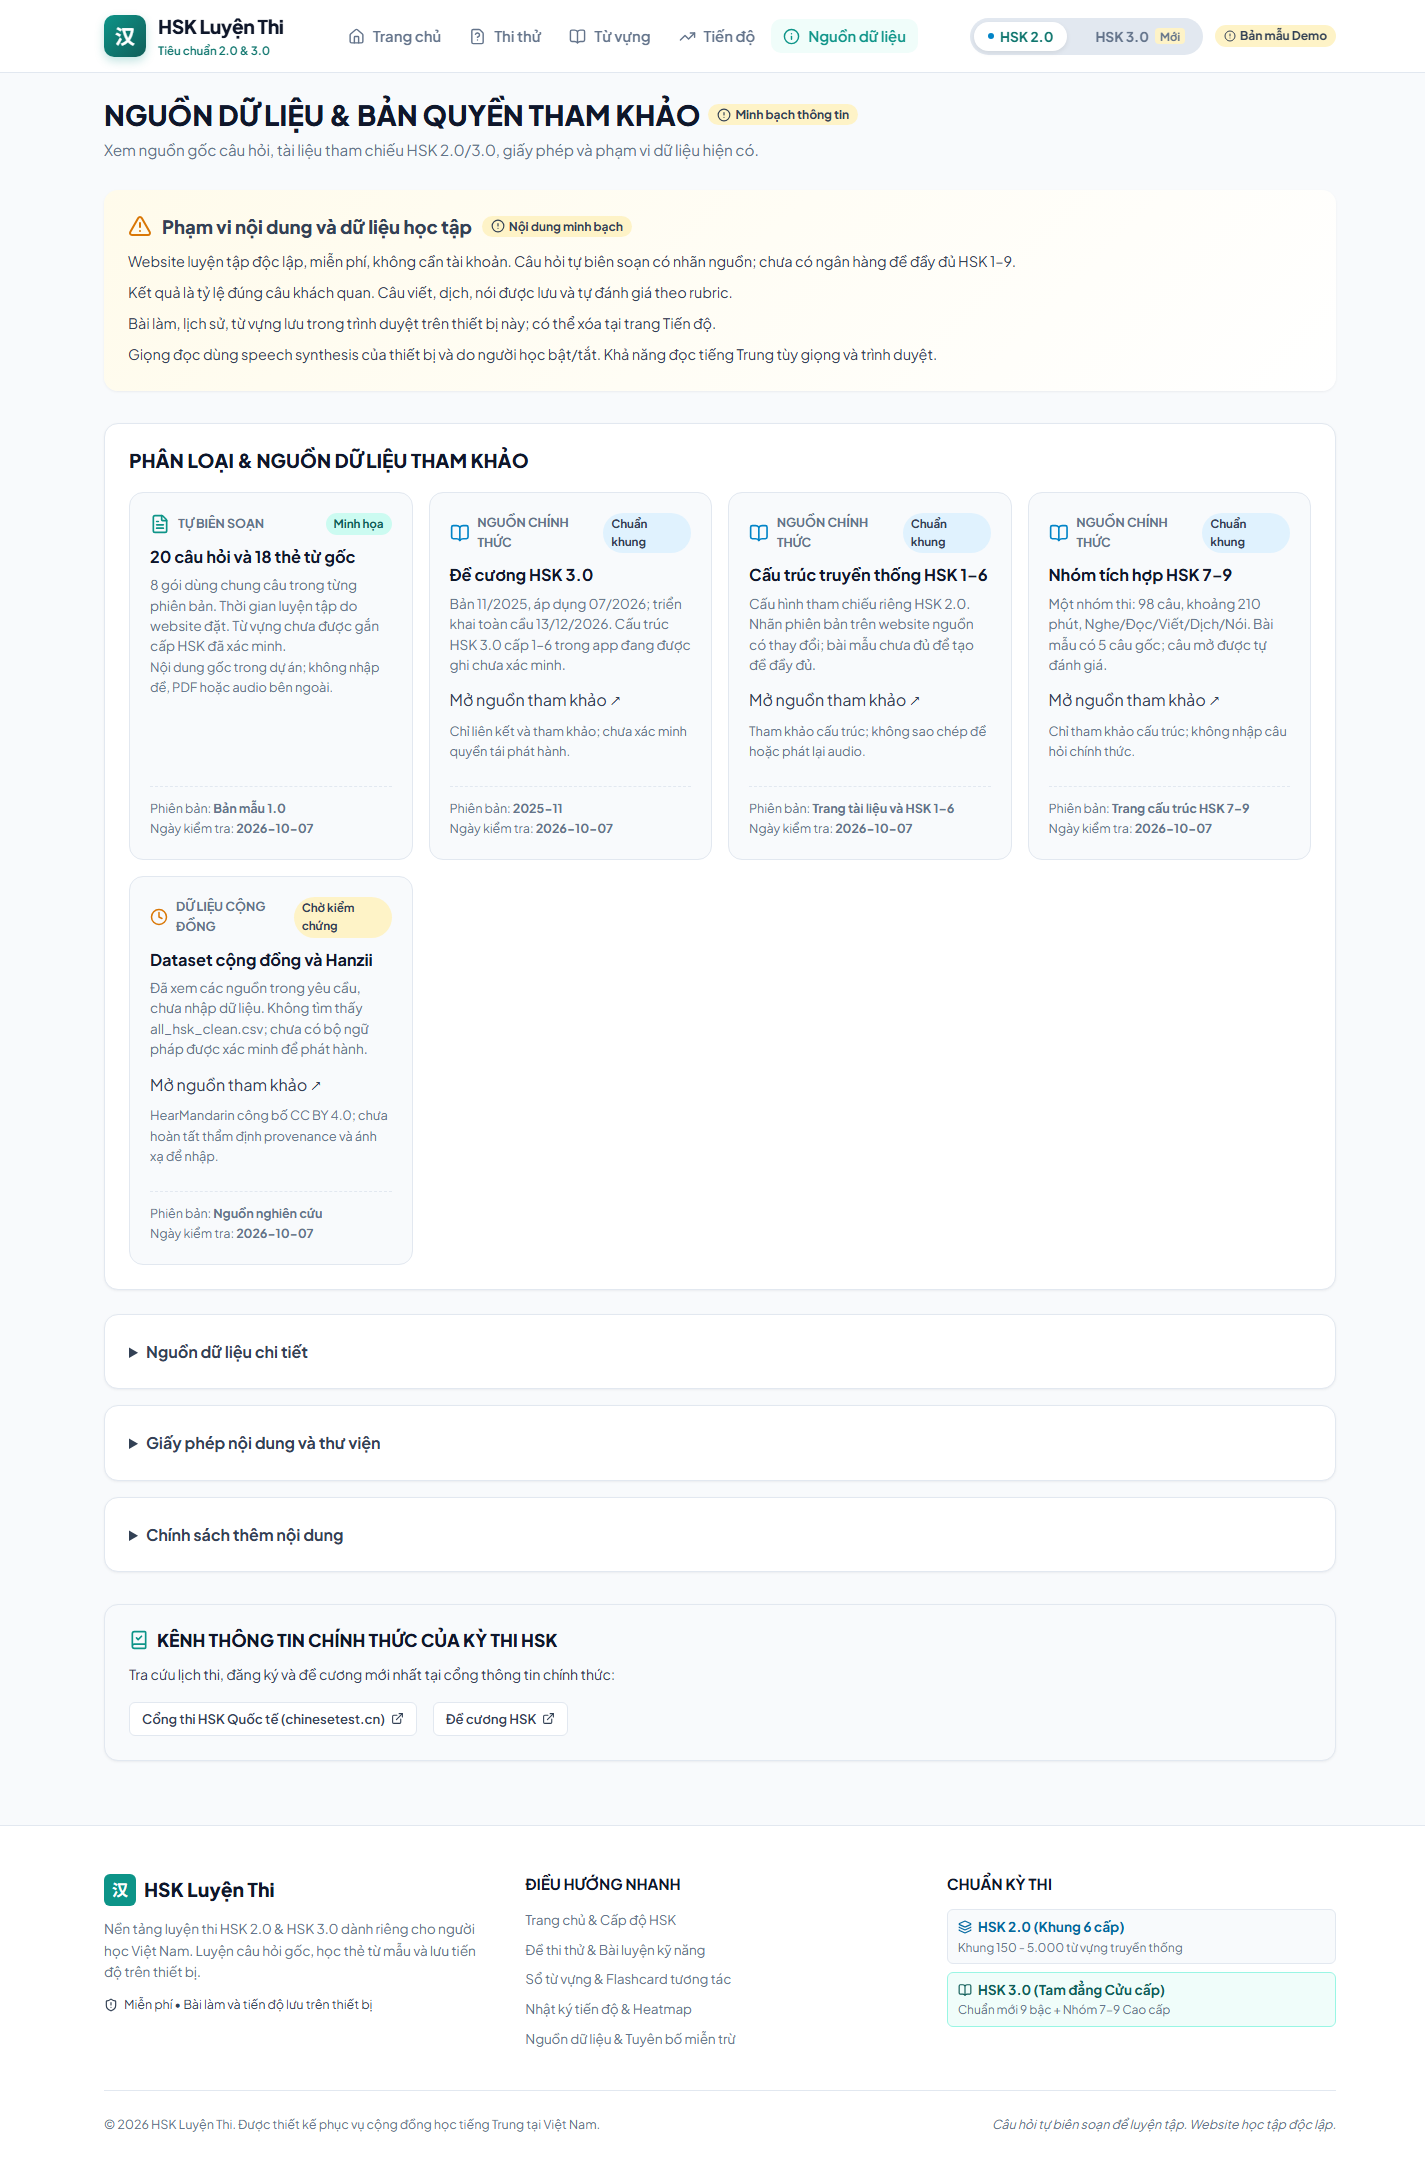 汉
HSK Luyện Thi
Tiêu chuẩn 2.0 & 3.0
Trang chủ
Thi thử
Từ vựng
Tiến độ
Nguồn dữ liệu
HSK 2.0
HSK 3.0 Mới
Bản mẫu Demo
NGUỒN DỮ LIỆU & BẢN QUYỀN THAM KHẢO
Minh bạch thông tin
Xem nguồn gốc câu hỏi, tài liệu tham chiếu HSK 2.0/3.0, giấy phép và phạm vi dữ liệu hiện có.
Phạm vi nội dung và dữ liệu học tập
Nội dung minh bạch
Website luyện tập độc lập, miễn phí, không cần tài khoản. Câu hỏi tự biên soạn có nhãn nguồn; chưa có ngân hàng đề đầy đủ HSK 1–9.
Kết quả là tỷ lệ đúng câu khách quan. Câu viết, dịch, nói được lưu và tự đánh giá theo rubric.
Bài làm, lịch sử, từ vựng lưu trong trình duyệt trên thiết bị này; có thể xóa tại trang Tiến độ.
Giọng đọc dùng speech synthesis của thiết bị và do người học bật/tắt. Khả năng đọc tiếng Trung tùy giọng và trình duyệt.
PHÂN LOẠI & NGUỒN DỮ LIỆU THAM KHẢO
TỰ BIÊN SOẠN
Minh họa
20 câu hỏi và 18 thẻ từ gốc
8 gói dùng chung câu trong từng
phiên bản. Thời gian luyện tập do
website đặt. Từ vựng chưa được gắn
cấp HSK đã xác minh.
Nội dung gốc trong dự án; không nhập
đề, PDF hoặc audio bên ngoài.
Phiên bản: Bản mẫu 1.0
Ngày kiểm tra: 2026-10-07
NGUỒN CHÍNH
THỨC
Chuẩn
khung
Đề cương HSK 3.0
Bản 11/2025, áp dụng 07/2026; triển
khai toàn cầu 13/12/2026. Cấu trúc
HSK 3.0 cấp 1–6 trong app đang được
ghi chưa xác minh.
Mở nguồn tham khảo ↗
Chỉ liên kết và tham khảo; chưa xác minh
quyền tái phát hành.
Phiên bản: 2025-11
Ngày kiểm tra: 2026-10-07
NGUỒN CHÍNH
THỨC
Chuẩn
khung
Cấu trúc truyền thống HSK 1–6
Cấu hình tham chiếu riêng HSK 2.0.
Nhãn phiên bản trên website nguồn
có thay đổi; bài mẫu chưa đủ để tạo
đề đầy đủ.
Mở nguồn tham khảo ↗
Tham khảo cấu trúc; không sao chép đề
hoặc phát lại audio.
Phiên bản: Trang tài liệu và HSK 1–6
Ngày kiểm tra: 2026-10-07
NGUỒN CHÍNH
THỨC
Chuẩn
khung
Nhóm tích hợp HSK 7–9
Một nhóm thi: 98 câu, khoảng 210
phút, Nghe/Đọc/Viết/Dịch/Nói. Bài
mẫu có 5 câu gốc; câu mở được tự
đánh giá.
Mở nguồn tham khảo ↗
Chỉ tham khảo cấu trúc; không nhập câu
hỏi chính thức.
Phiên bản: Trang cấu trúc HSK 7–9
Ngày kiểm tra: 2026-10-07
DỮ LIỆU CỘNG
ĐỒNG
Chờ kiểm
chứng
Dataset cộng đồng và Hanzii
Đã xem các nguồn trong yêu cầu,
chưa nhập dữ liệu. Không tìm thấy
all_hsk_clean.csv; chưa có bộ ngữ
pháp được xác minh để phát hành.
Mở nguồn tham khảo ↗
HearMandarin công bố CC BY 4.0; chưa
hoàn tất thẩm định provenance và ánh
xạ để nhập.
Phiên bản: Nguồn nghiên cứu
Ngày kiểm tra: 2026-10-07
Nguồn dữ liệu chi tiết
Giấy phép nội dung và thư viện
Chính sách thêm nội dung
KÊNH THÔNG TIN CHÍNH THỨC CỦA KỲ THI HSK
Tra cứu lịch thi, đăng ký và đề cương mới nhất tại cổng thông tin chính thức:
Cổng thi HSK Quốc tế (chinesetest.cn)
Đề cương HSK
汉
HSK Luyện Thi
Nền tảng luyện thi HSK 2.0 & HSK 3.0 dành riêng cho người
học Việt Nam. Luyện câu hỏi gốc, học thẻ từ mẫu và lưu tiến
độ trên thiết bị.
Miễn phí • Bài làm và tiến độ lưu trên thiết bị
ĐIỀU HƯỚNG NHANH
Trang chủ & Cấp độ HSK
Đề thi thử & Bài luyện kỹ năng
Sổ từ vựng & Flashcard tương tác
Nhật ký tiến độ & Heatmap
Nguồn dữ liệu & Tuyên bố miễn trừ
CHUẨN KỲ THI
HSK 2.0 (Khung 6 cấp)
Khung 150 - 5.000 từ vựng truyền thống
HSK 3.0 (Tam đẳng Cửu cấp)
Chuẩn mới 9 bậc + Nhóm 7–9 Cao cấp
© 2026 HSK Luyện Thi. Được thiết kế phục vụ cộng đồng học tiếng Trung tại Việt Nam.
Câu hỏi tự biên soạn để luyện tập. Website học tập độc lập.